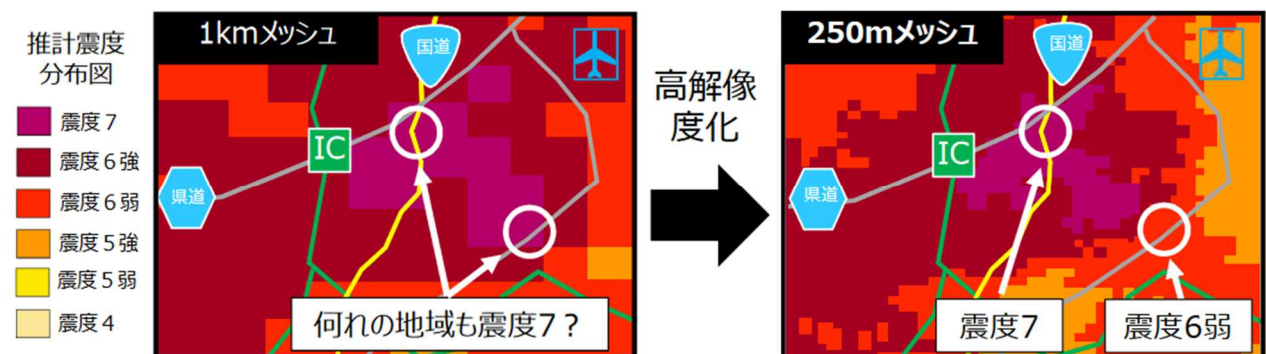 推計震度
分布図
震度７
震度６強
震度６弱
震度５強
震度５弱
震度４
1kmメッシュ
国道
IC
県道
何れの地域も震度7？
高解像
度化
250mメッシュ
国道
IC
県道
震度7
震度6弱